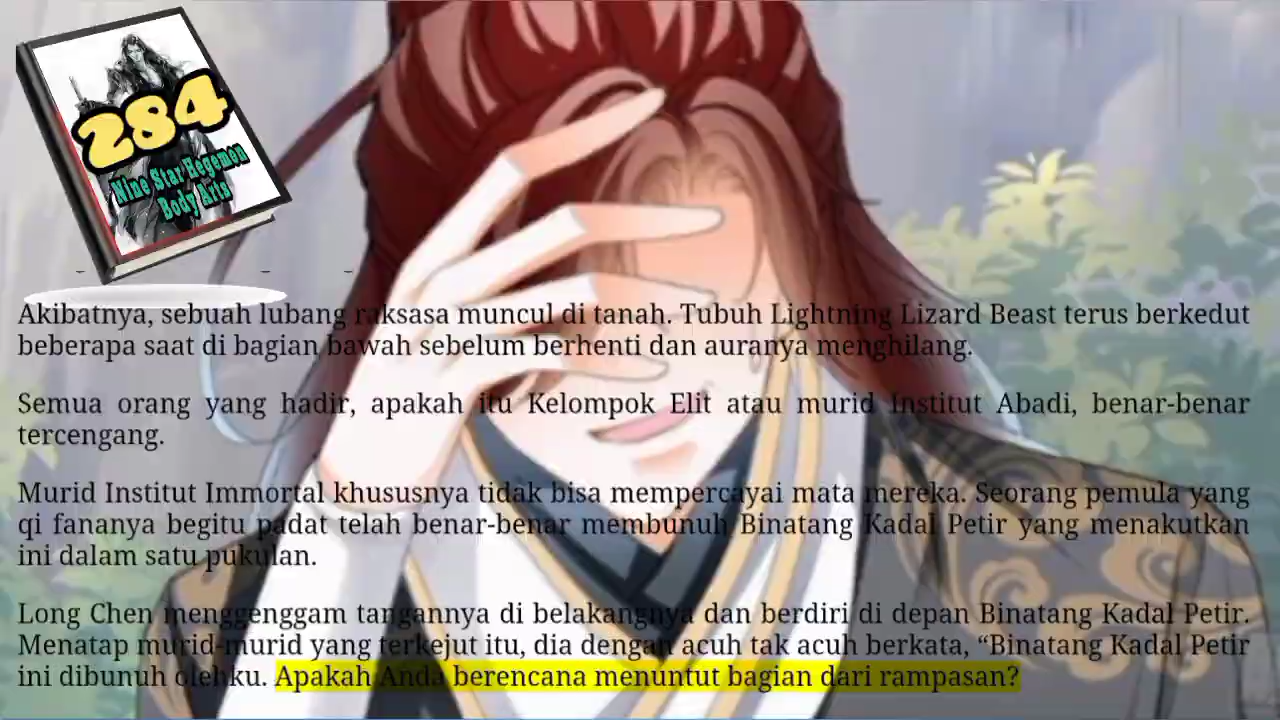 284
Nine Star Hegemon
Body Arts
Akibatnya, sebuah lubang raksasa muncul di tanah. Tubuh Lightning Lizard Beast terus berkedut
beberapa saat di bagian bawah sebelum berhenti dan auranya menghilang.
Semua orang yang hadir, apakah itu Kelompok Elit atau murid Institut Abadi, benar-benar
tercengang.
Murid Institut Immortal khususnya tidak bisa mempercayai mata mereka. Seorang pemula yang
qi fananya begitu padat telah benar-benar membunuh Binatang Kadal Petir yang menakutkan
ini dalam satu pukulan.
Long Chen menggenggam tangannya di belakangnya dan berdiri di depan Binatang Kadal Petir.
Menatap murid-murid yang terkejut itu, dia dengan acuh tak acuh berkata, “Binatang Kadal Petir
ini dibunuh olehku. Apakah Anda berencana menuntut bagian dari rampasan?